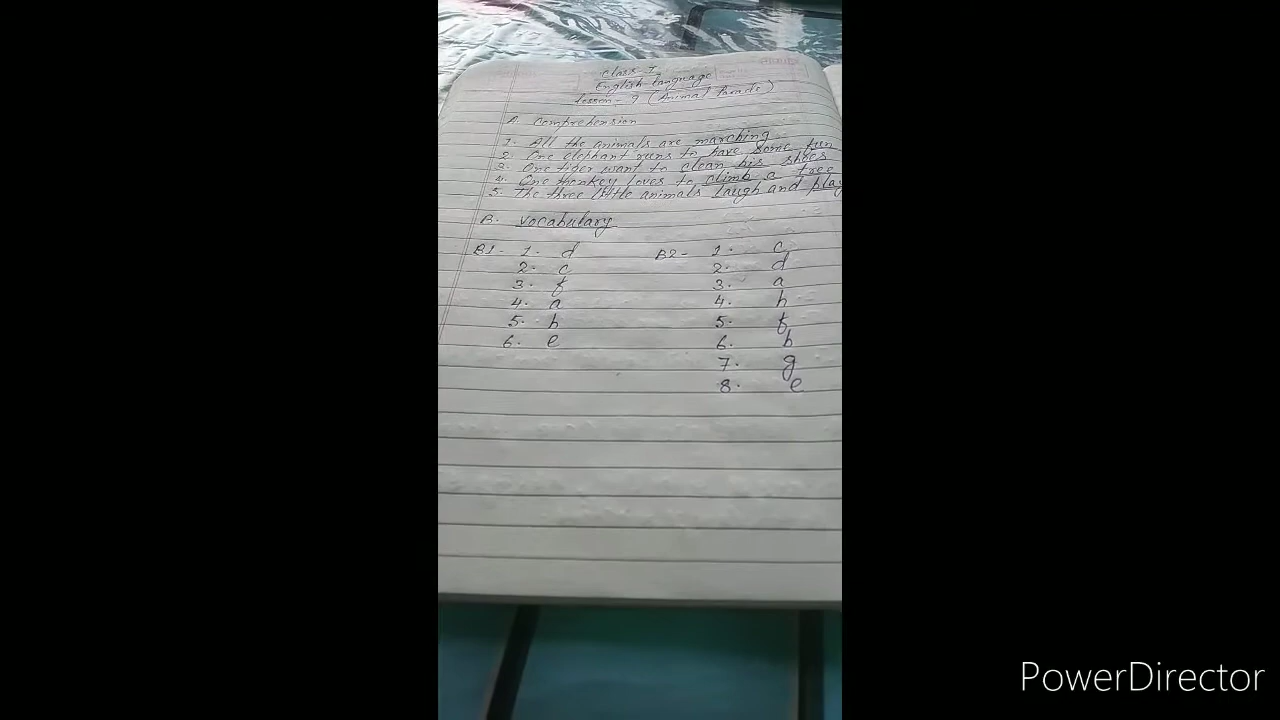 Class - I
English Language
Lesson - 9 (Animal Parade)
A. Comprehension
1. All the animals are marching
2. One elephant runs to have some fun
3. One tiger want to clean his shoes
4. One monkey loves to climb a tree
5. The three little animals laugh and play
B. Vocabulary
B1- 1. d
2. c
3. f
4. a
5. b
6. e
B2- 1. c
2. d
3. a
4. h
5. f
6. b
7. g
8. e
PowerDirector